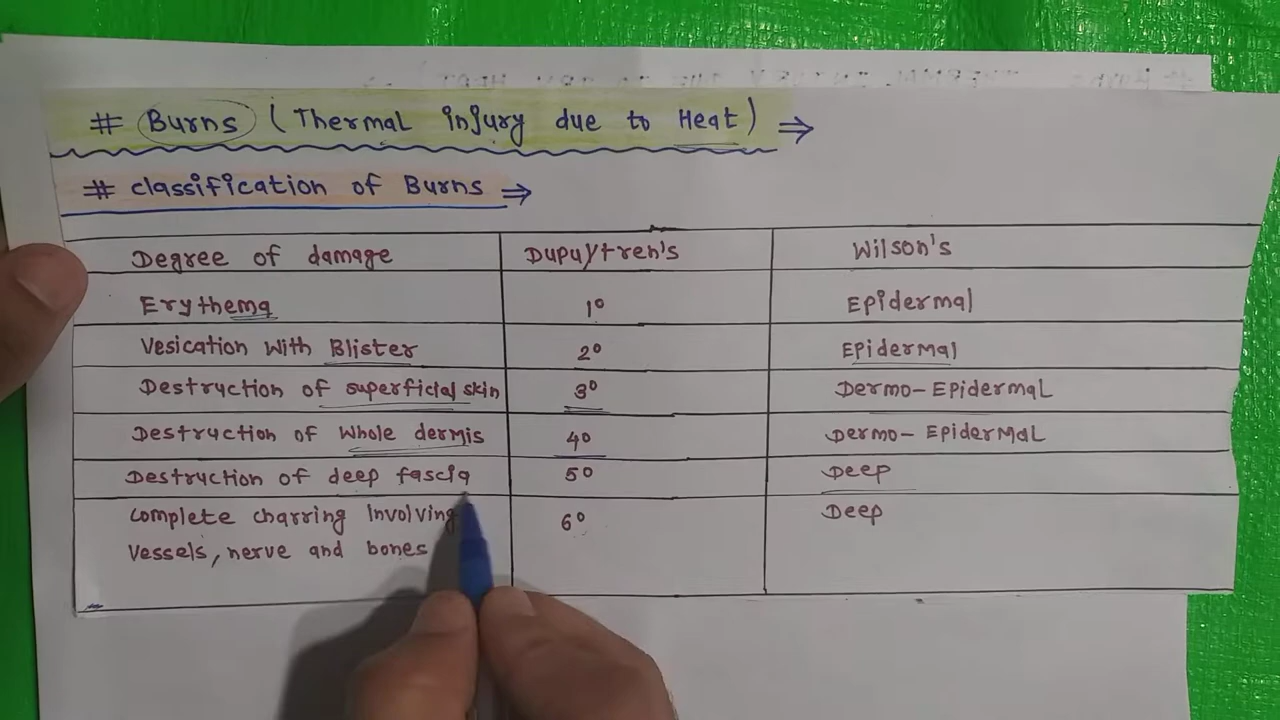 # Burns (Thermal injury due to Heat) ⇒
# classification of Burns ⇒
Degree of damage Dupuytren's Wilson's
Erythema 1° Epidermal
Vesication With Blister 2° Epidermal
Destruction of superficial skin 3° Dermo-Epidermal
Destruction of Whole dermis 4° Dermo-Epidermal
Destruction of deep fascia 5° Deep
Complete charring Involving 6° Deep
Vessels, nerve and bones